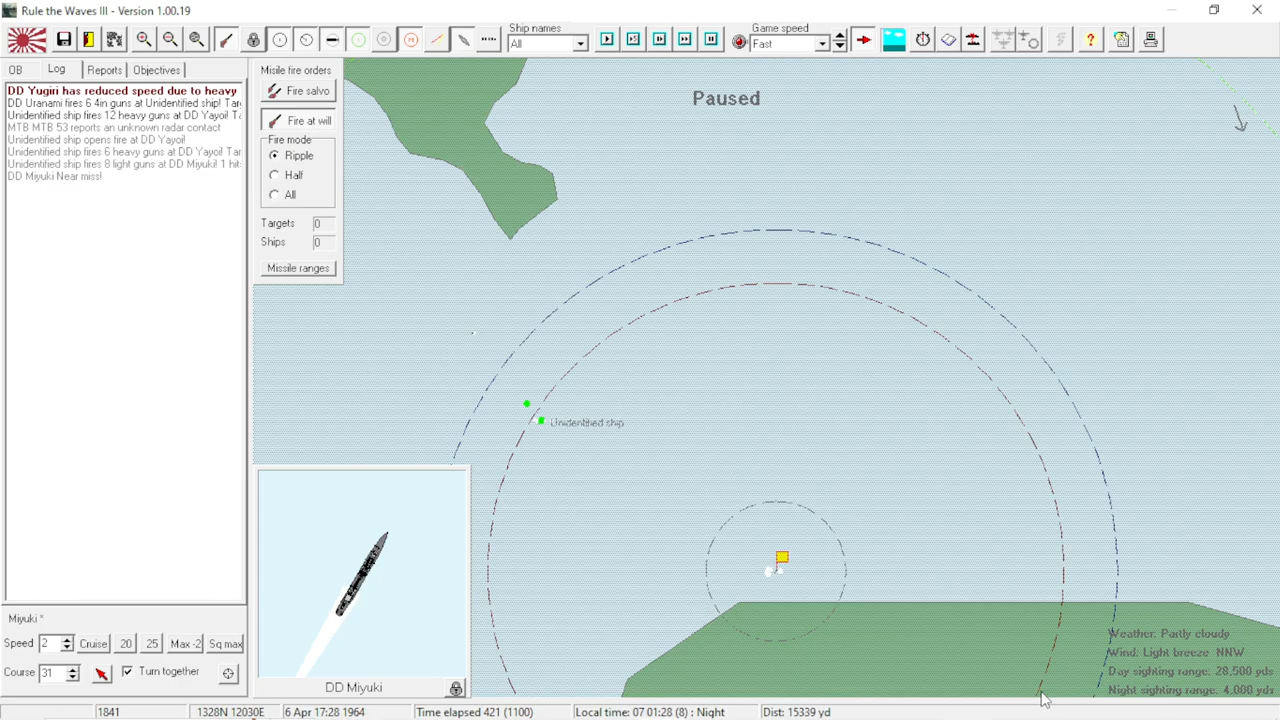 Rule the Waves III - Version 1.00.19
Ship names
All
Game speed
Fast
OB
Log
Reports
Objectives
DD Yugiri has reduced speed due to heavy
DD Uranami fires 6 4in guns at Unidentified ship! Tar
Unidentified ship fires 12 heavy guns at DD Yayoi! Ta
MTB MTB 53 reports an unknown radar contact
Unidentified ship opens fire at DD Yayoi!
Unidentified ship fires 6 heavy guns at DD Yayoi! Tar
Unidentified ship fires 8 light guns at DD Miyuki! 1 hit
DD Miyuki Near miss!
Misile fire orders
Fire salvo
Fire at will
Fire mode
Ripple
Half
All
Targets 0
Ships 0
Missile ranges
Paused
Unidentified ship
Miyuki *
Speed 2 Cruise 20 25 Max -2 Sq max
Course 31 Turn together
DD Miyuki
Weather: Partly cloudy
Wind: Light breeze NNW
Day sighting range: 28,500 yds
Night sighting range: 4,000 yds
1841
1328N 12030E
6 Apr 17:28 1964
Time elapsed 421 (1100)
Local time: 07 01:28 (8) : Night
Dist: 15339 yd